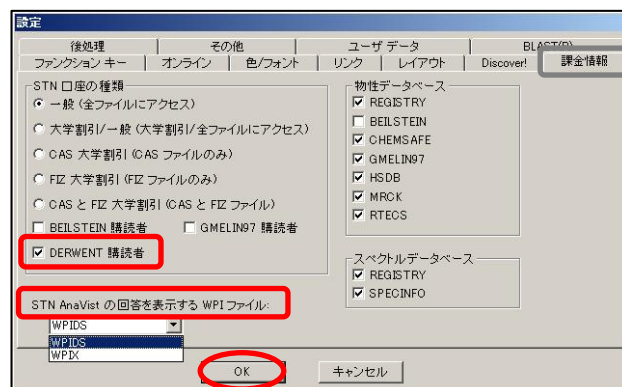 設定
後処理 その他 ユーザ データ BLAST(R)
ファンクション キー オンライン 色/フォント リンク レイアウト Discover! 課金情報
STN 口座の種類
一般 (全ファイルにアクセス)
大学割引/一般 (大学割引/全ファイルにアクセス)
CAS 大学割引 (CAS ファイルのみ)
FIZ 大学割引 (FIZ ファイルのみ)
CAS と FIZ 大学割引 (CAS と FIZ ファイル)
BEILSTEIN 購読者 GMELIN97 購読者
DERWENT 購読者
物性データベース
REGISTRY
BEILSTEIN
CHEMSAFE
GMELIN97
HSDB
MRCK
RTECS
スペクトルデータベース
REGISTRY
SPECINFO
STN AnaVist の回答を表示する WPI ファイル:
WPIDS
WPIDS
WPIX
OK キャンセル